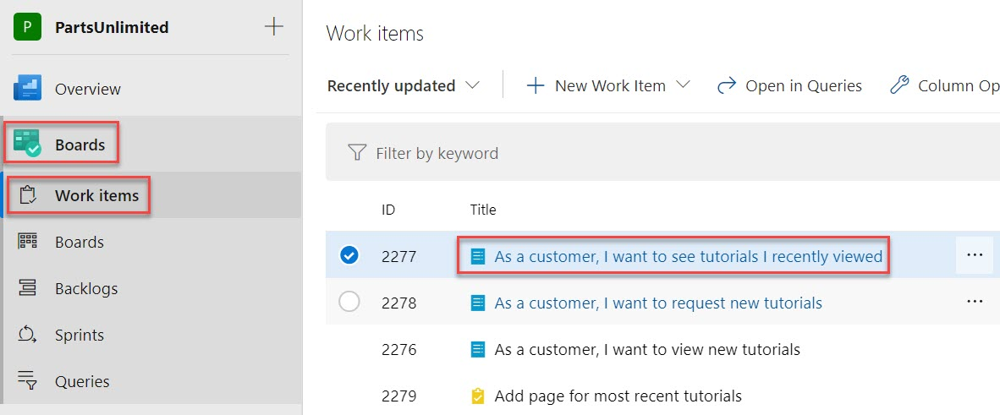 P PartsUnlimited
Overview
Boards
Work items
Boards
Backlogs
Sprints
Queries
Work items
Recently updated New Work Item Open in Queries Column Op
Filter by keyword
ID Title
2277 As a customer, I want to see tutorials I recently viewed
2278 As a customer, I want to request new tutorials
2276 As a customer, I want to view new tutorials
2279 Add page for most recent tutorials